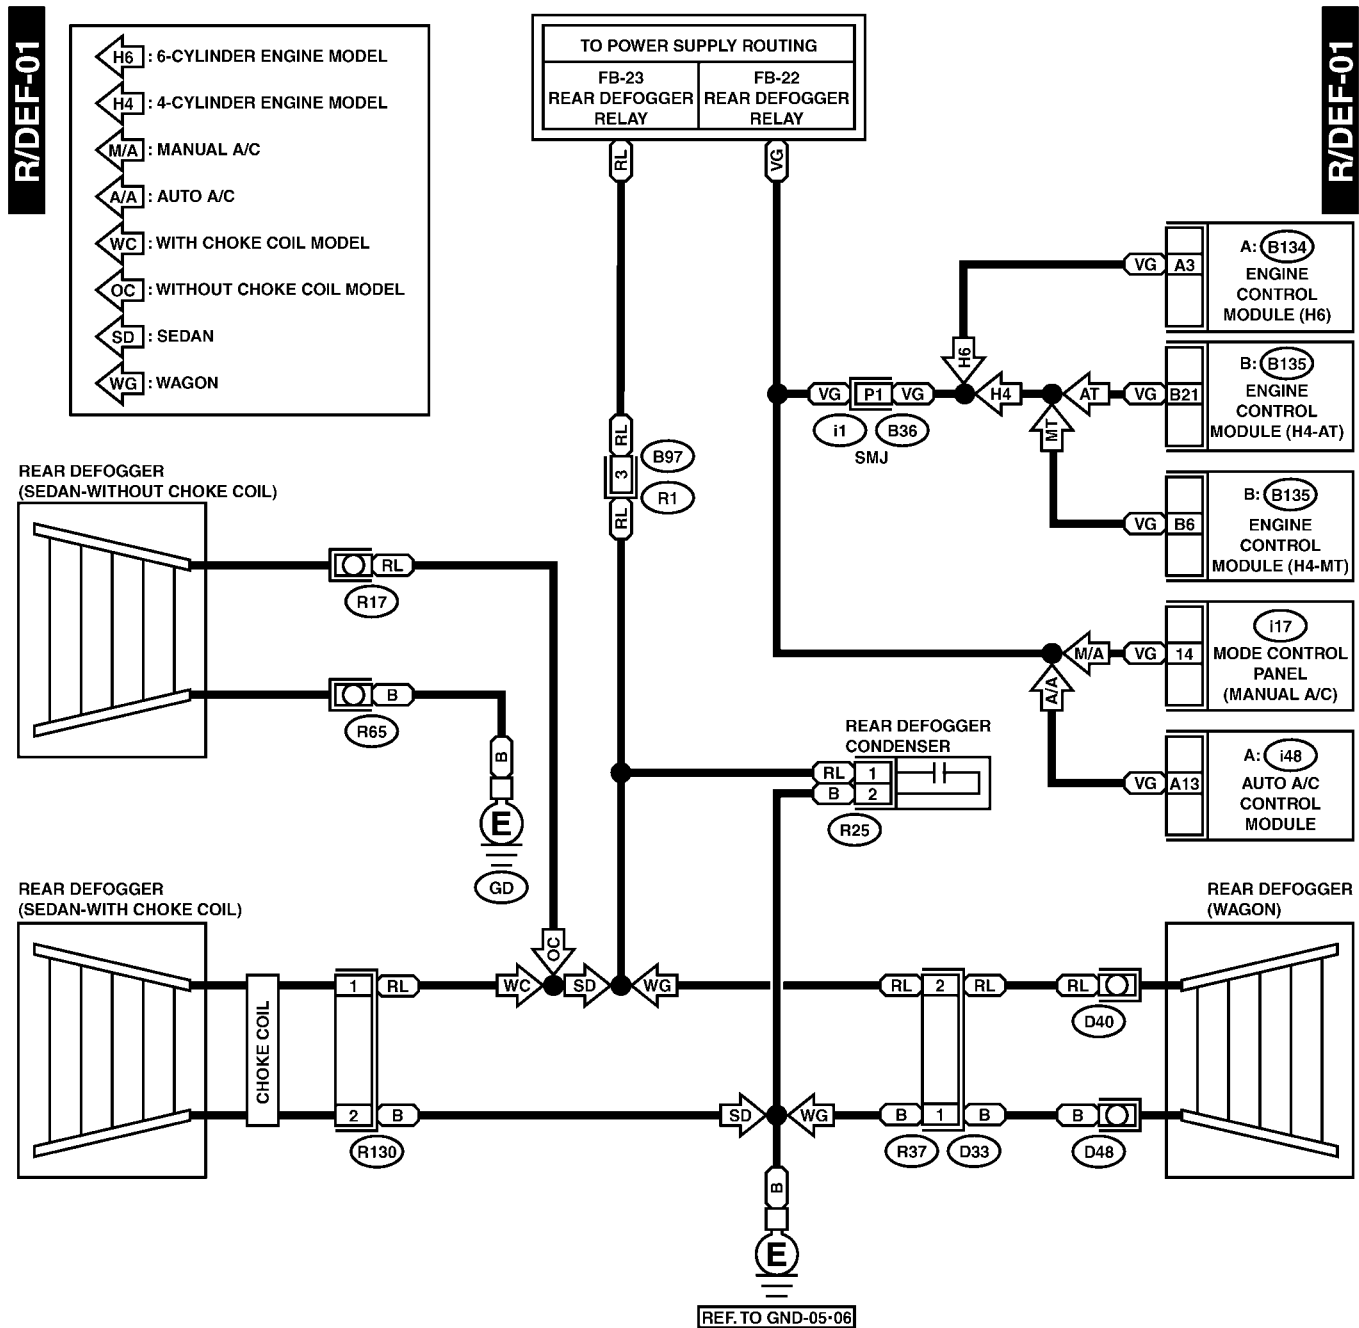 R/DEF-01
R/DEF-01
H6 : 6-CYLINDER ENGINE MODEL
H4 : 4-CYLINDER ENGINE MODEL
M/A : MANUAL A/C
A/A : AUTO A/C
WC : WITH CHOKE COIL MODEL
OC : WITHOUT CHOKE COIL MODEL
SD : SEDAN
WG : WAGON
TO POWER SUPPLY ROUTING
FB-23
REAR DEFOGGER
RELAY
FB-22
REAR DEFOGGER
RELAY
RL
VG
VG A3
A: B134
ENGINE
CONTROL
MODULE (H6)
H6
VG P1 VG
i1 B36
SMJ
H4
AT
VG B21
B: B135
ENGINE
CONTROL
MODULE (H4-AT)
MT
VG B6
B: B135
ENGINE
CONTROL
MODULE (H4-MT)
RL
3
RL
B97
R1
REAR DEFOGGER
(SEDAN-WITHOUT CHOKE COIL)
RL
R17
B
R65
B
E
GD
M/A
VG 14
i17
MODE CONTROL
PANEL
(MANUAL A/C)
A/A
VG A13
A: i48
AUTO A/C
CONTROL
MODULE
REAR DEFOGGER
CONDENSER
RL 1
B 2
R25
REAR DEFOGGER
(SEDAN-WITH CHOKE COIL)
CHOKE COIL
1 RL
2 B
R130
OC
WC
SD
WG
RL 2 RL
RL
D40
REAR DEFOGGER
(WAGON)
SD
WG
B 1 B
R37 D33
B
D48
B
E
REF. TO GND-05·06